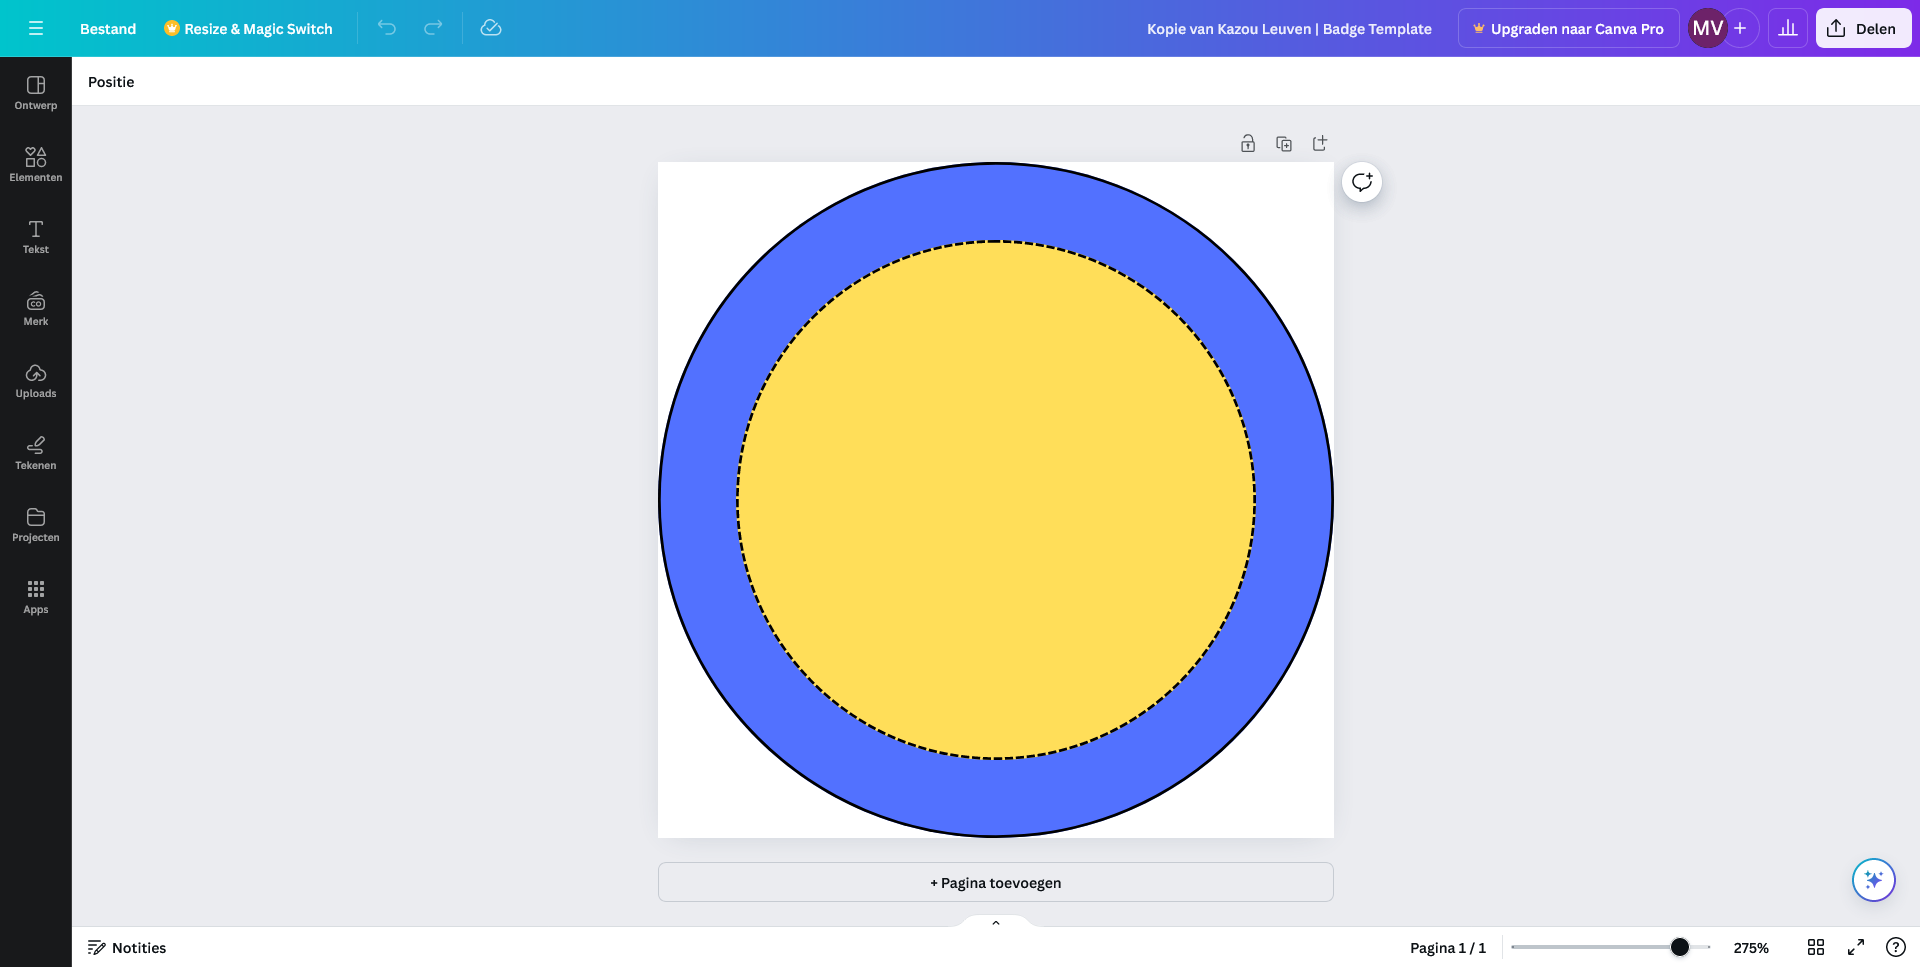 Bestand
Resize & Magic Switch
Kopie van Kazou Leuven | Badge Template
Upgraden naar Canva Pro
MV
Delen
Positie
Ontwerp
Elementen
Tekst
CO
Merk
Uploads
Tekenen
Projecten
Apps
+ Pagina toevoegen
Notities
Pagina 1 / 1
275%